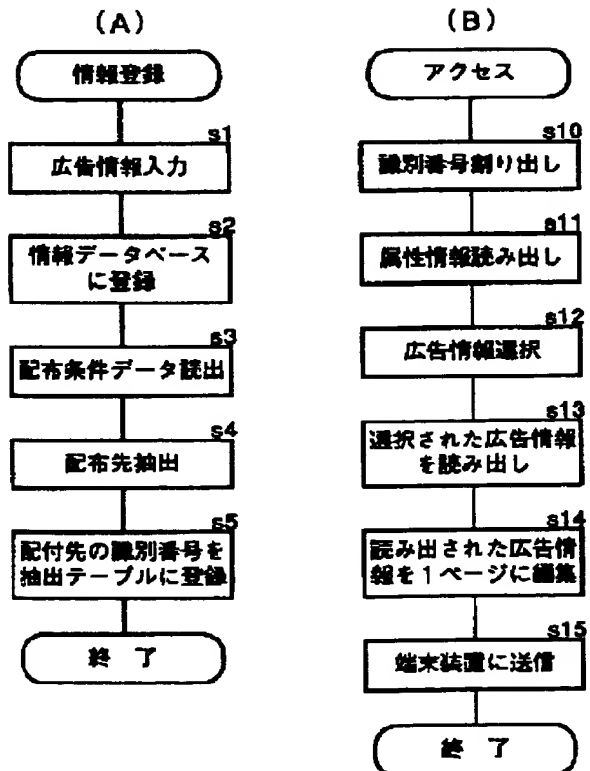 (A)
情報登録
s1
広告情報入力
s2
情報データベース
に登録
s3
配布条件データ読出
s4
配布先抽出
s5
配付先の識別番号を
抽出テーブルに登録
終 了
(B)
アクセス
s10
識別番号割り出し
s11
属性情報読み出し
s12
広告情報選択
s13
選択された広告情報
を読み出し
s14
読み出された広告情
報を1ページに編集
s15
端末装置に送信
終 了